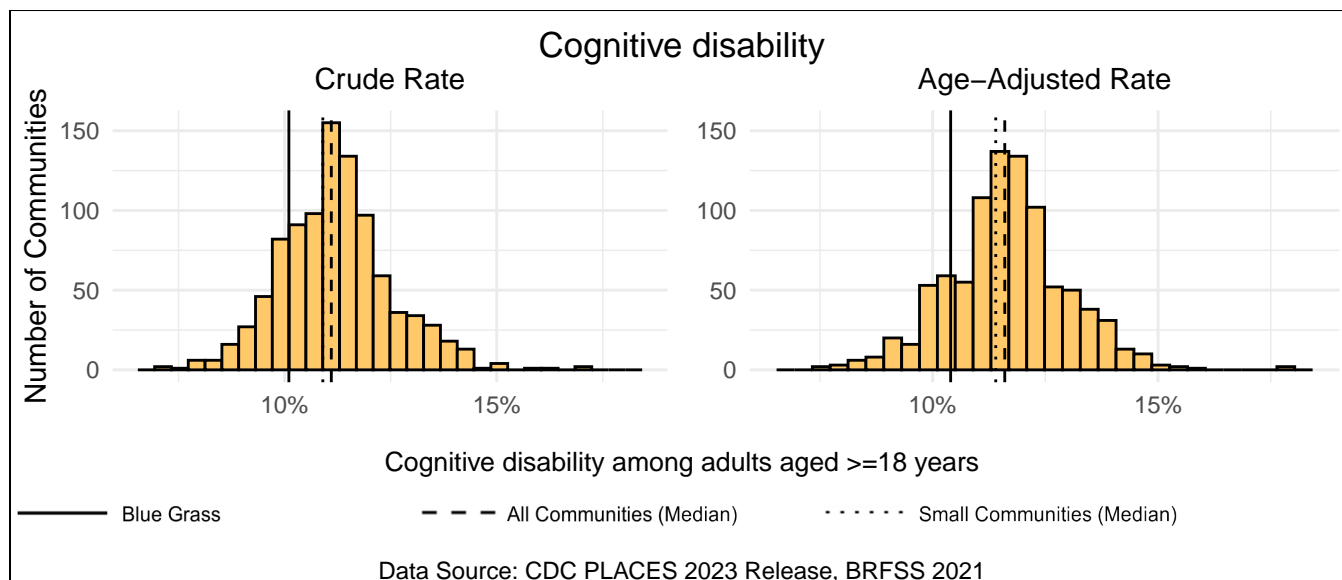 Cognitive disability
Crude Rate
Age−Adjusted Rate
Number of Communities
150
100
50
0
10%
15%
150
100
50
0
10%
15%
Cognitive disability among adults aged >=18 years
Blue Grass
All Communities (Median)
Small Communities (Median)
Data Source: CDC PLACES 2023 Release, BRFSS 2021